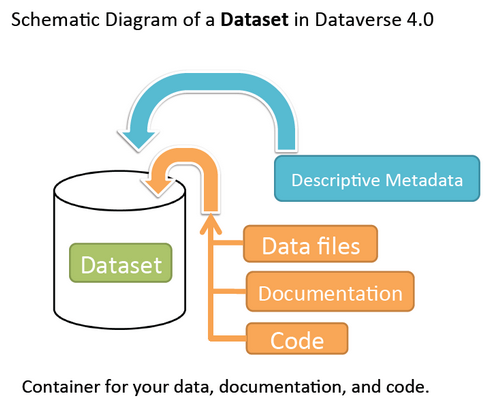 Schematic Diagram of a Dataset in Dataverse 4.0
Descriptive Metadata
Data files
Dataset
Documentation
Code
Container for your data, documentation, and code.